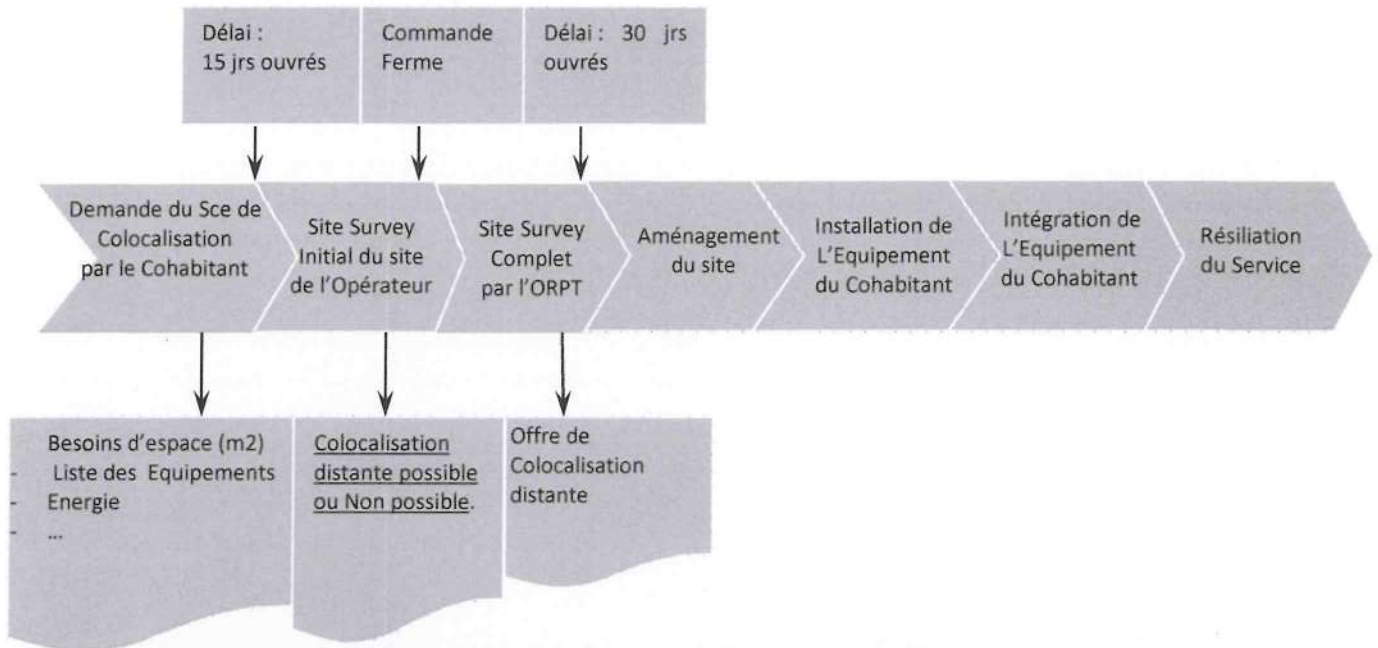 Délai :
15 jrs ouvrés
Commande
Ferme
Délai : 30 jrs
ouvrés
Demande du Sce de
Colocalisation
par le Cohabitant
Site Survey
Initial du site
de l'Opérateur
Site Survey
Complet
par l'ORPT
Aménagement
du site
Installation de
L'Equipement
du Cohabitant
Intégration de
L'Equipement
du Cohabitant
Résiliation
du Service
Besoins d'espace (m2)
- Liste des Equipements
- Energie
- ...
Colocalisation
distante possible
ou Non possible.
Offre de
Colocalisation
distante